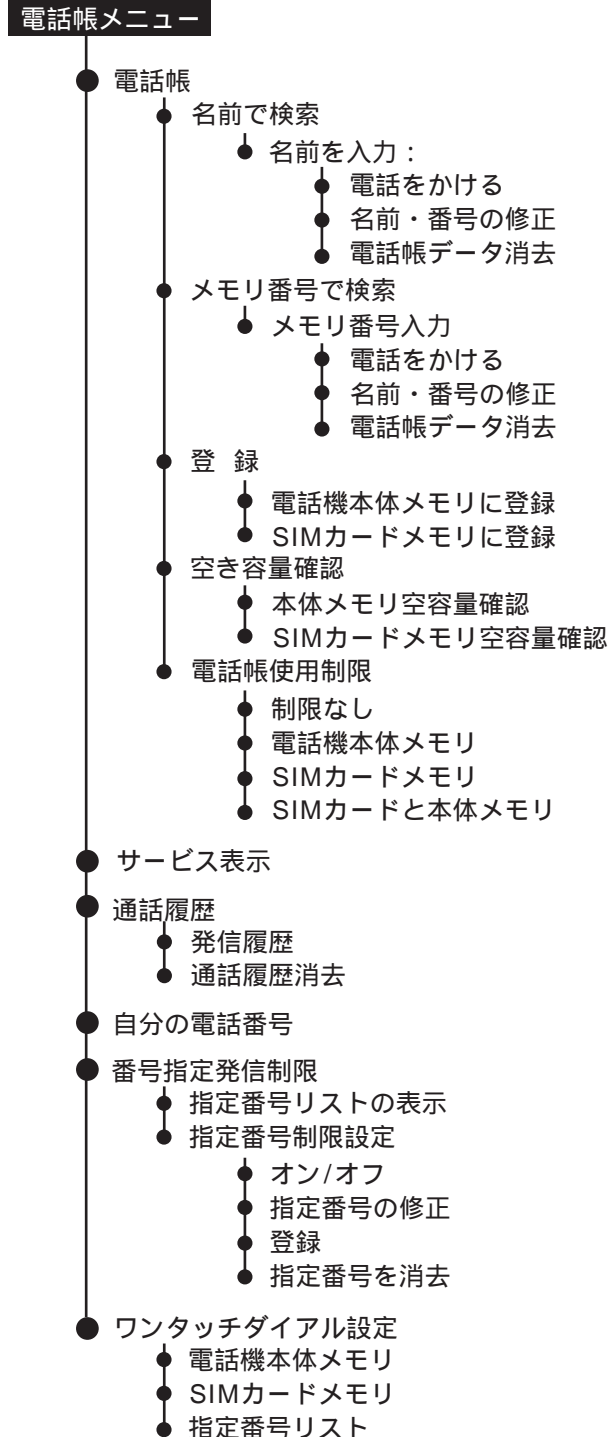 電話帳メニュー
電話帳
名前で検索
名前を入力：
電話をかける
名前・番号の修正
電話帳データ消去
メモリ番号で検索
メモリ番号入力
電話をかける
名前・番号の修正
電話帳データ消去
登 録
電話機本体メモリに登録
SIMカードメモリに登録
空き容量確認
本体メモリ空容量確認
SIMカードメモリ空容量確認
電話帳使用制限
制限なし
電話機本体メモリ
SIMカードメモリ
SIMカードと本体メモリ
サービス表示
通話履歴
発信履歴
通話履歴消去
自分の電話番号
番号指定発信制限
指定番号リストの表示
指定番号制限設定
オン/オフ
指定番号の修正
登録
指定番号を消去
ワンタッチダイアル設定
電話機本体メモリ
SIMカードメモリ
指定番号リスト